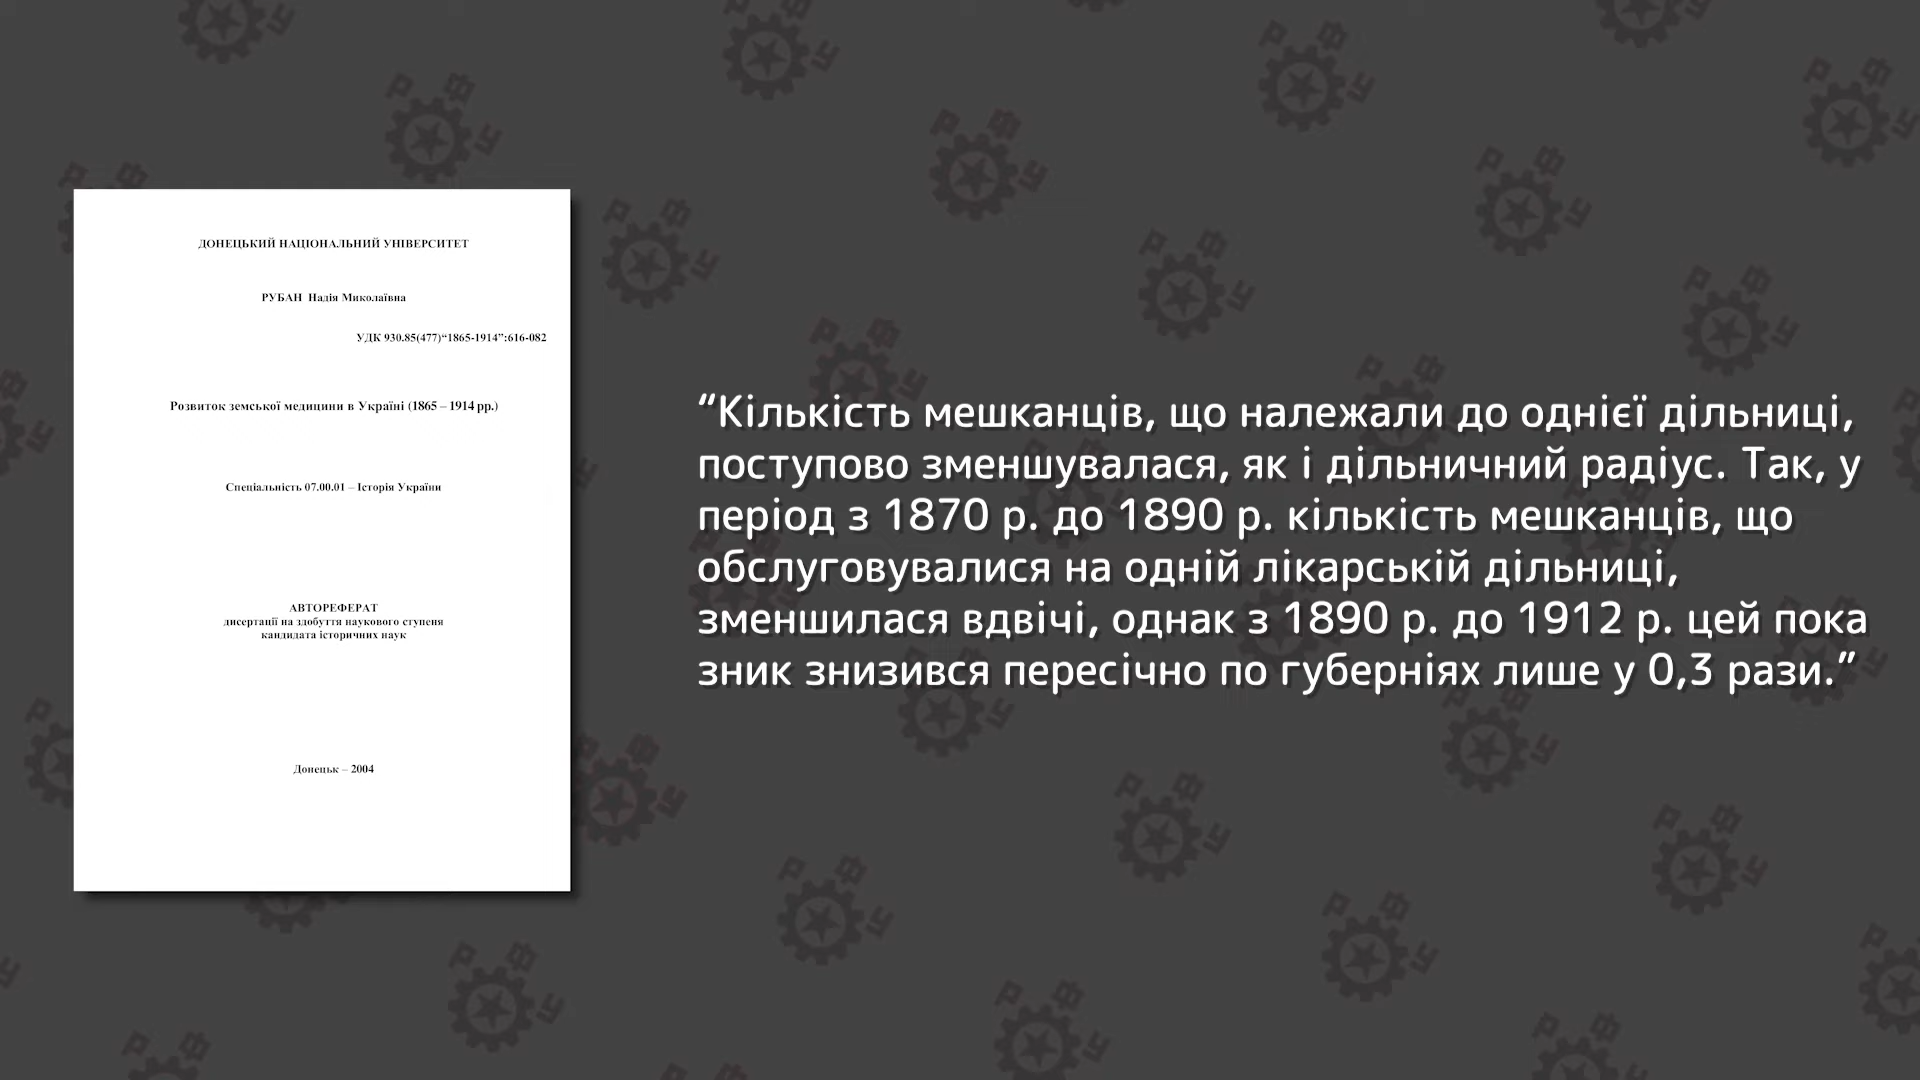 ДОНЕЦЬКИЙ НАЦІОНАЛЬНИЙ УНІВЕРСИТЕТ
РУБАН Надія Миколаївна
УДК 930.85(477)“1865-1914”:616-082
Розвиток земської медицини в Україні (1865 – 1914 рр.)
Спеціальність 07.00.01 – Історія України
АВТОРЕФЕРАТ
дисертації на здобуття наукового ступеня
кандидата історичних наук
Донецьк – 2004
“Кількість мешканців, що належали до однієї дільниці,
поступово зменшувалася, як і дільничний радіус. Так, у
період з 1870 р. до 1890 р. кількість мешканців, що
обслуговувалися на одній лікарській дільниці,
зменшилася вдвічі, однак з 1890 р. до 1912 р. цей пока
зник знизився пересічно по губерніях лише у 0,3 рази.”